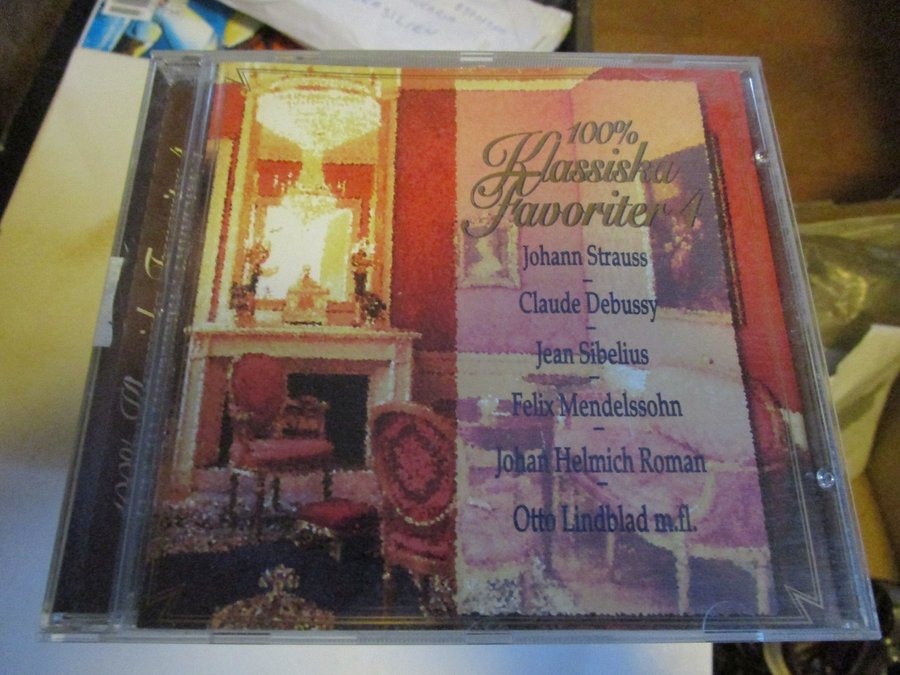 100%
Klassiska
Favoriter 4
Johann Strauss
–
Claude Debussy
–
Jean Sibelius
–
Felix Mendelssohn
–
Johan Helmich Roman
–
Otto Lindblad m.fl.